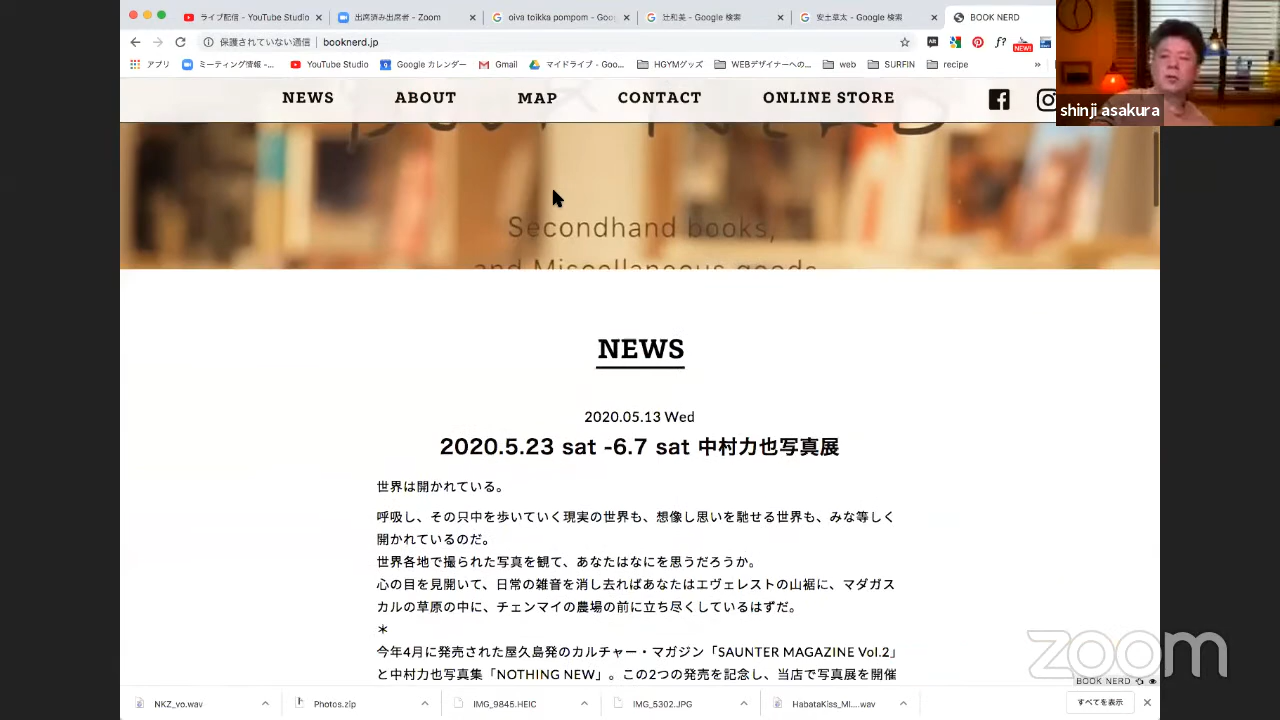 ライブ配信 - YouTube Studio
出席済み出席者 - Zoom
oiva toikka pompom - Goo
辻和美 - Google 検索
安土草太 - Google 検索
BOOK NERD
保護されていない通信 | booknerd.jp
アプリ
ミーティング情報 -...
YouTube Studio
Google カレンダー
Gmail
マイドライブ - Goo...
HGYMグッズ
WEBデザイナーへの...
web
SURFIN
recipe
»
NEWS
ABOUT
MAP
CONTACT
ONLINE STORE
shinji asakura
Secondhand books,
and Miscellaneous goods
NEWS
2020.05.13 Wed
2020.5.23 sat -6.7 sat 中村力也写真展
世界は開かれている。
呼吸し、その只中を歩いていく現実の世界も、想像し思いを馳せる世界も、みな等しく
開かれているのだ。
世界各地で撮られた写真を観て、あなたはなにを思うだろうか。
心の目を見開いて、日常の雑音を消し去ればあなたはエヴェレストの山裾に、マダガス
カルの草原の中に、チェンマイの農場の前に立ち尽くしているはずだ。
＊
今年4月に発売された屋久島発のカルチャー・マガジン「SAUNTER MAGAZINE Vol.2」
と中村力也写真集「NOTHING NEW」。この2つの発売を記念し、当店で写真展を開催
zoom
BOOK NERD
NKZ_vo.wav
Photos.zip
IMG_9845.HEIC
IMG_5302.JPG
HabataKiss_MI....wav
すべてを表示